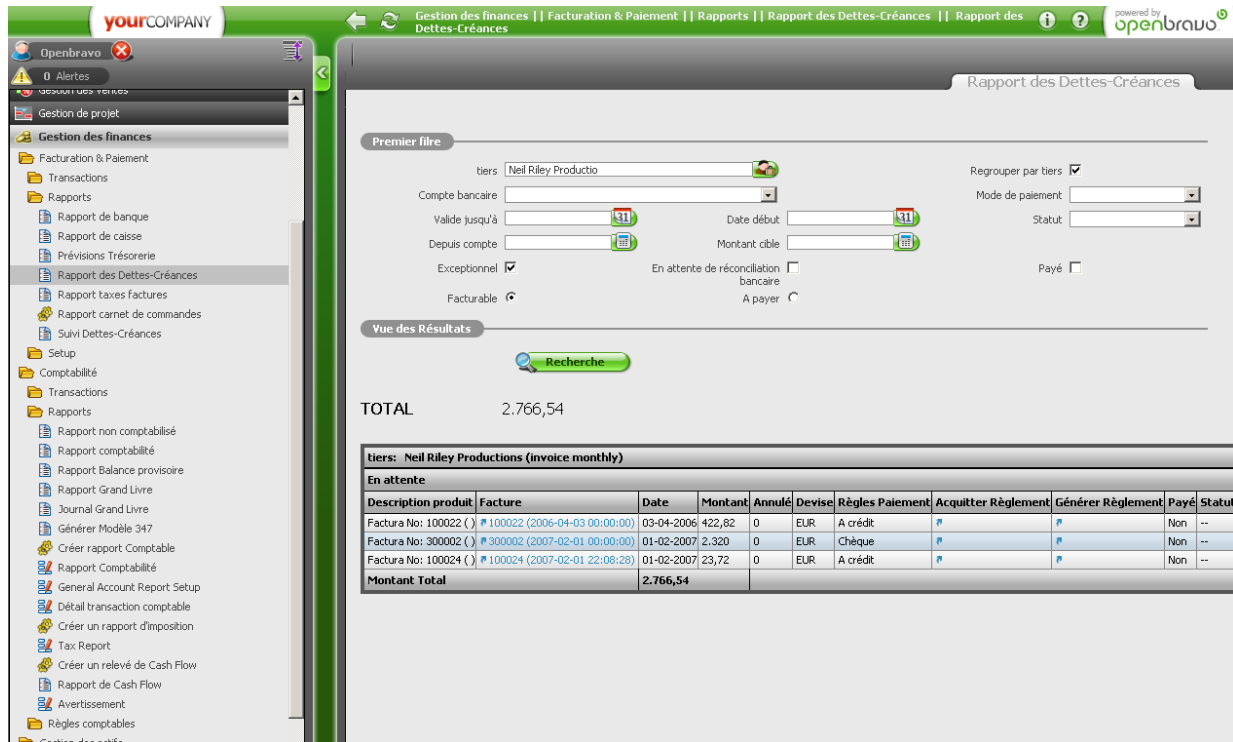 yourCOMPANY
Gestion des finances || Facturation & Paiement || Rapports || Rapport des Dettes-Créances || Rapport des Dettes-Créances
powered by
openbravo
Openbravo
0 Alertes
Gestion des ventes
Gestion de projet
Gestion des finances
Facturation & Paiement
Transactions
Rapports
Rapport de banque
Rapport de caisse
Prévisions Trésorerie
Rapport des Dettes-Créances
Rapport taxes factures
Rapport carnet de commandes
Suivi Dettes-Créances
Setup
Comptabilité
Transactions
Rapports
Rapport non comptabilisé
Rapport comptabilité
Rapport Balance provisoire
Rapport Grand Livre
Journal Grand Livre
Générer Modèle 347
Créer rapport Comptable
Rapport Comptabilité
General Account Report Setup
Détail transaction comptable
Créer un rapport d'imposition
Tax Report
Créer un relevé de Cash Flow
Rapport de Cash Flow
Avertissement
Règles comptables
Gestion des actifs
Rapport des Dettes-Créances
Premier filre
tiers Neil Riley Productio Regrouper par tiers
Compte bancaire Mode de paiement
Valide jusqu'à 31 Date début 31 Statut
Depuis compte Montant cible
Exceptionnel En attente de réconciliation bancaire Payé
Facturable A payer
Vue des Résultats
Recherche
TOTAL 2.766,54
tiers: Neil Riley Productions (invoice monthly)
En attente
Description produit Facture Date Montant Annulé Devise Règles Paiement Acquitter Règlement Générer Règlement Payé Statut
Factura No: 100022 ( ) 100022 (2006-04-03 00:00:00) 03-04-2006 422,82 0 EUR A crédit Non --
Factura No: 300002 ( ) 300002 (2007-02-01 00:00:00) 01-02-2007 2.320 0 EUR Chèque Non --
Factura No: 100024 ( ) 100024 (2007-02-01 22:08:28) 01-02-2007 23,72 0 EUR A crédit Non --
Montant Total 2.766,54